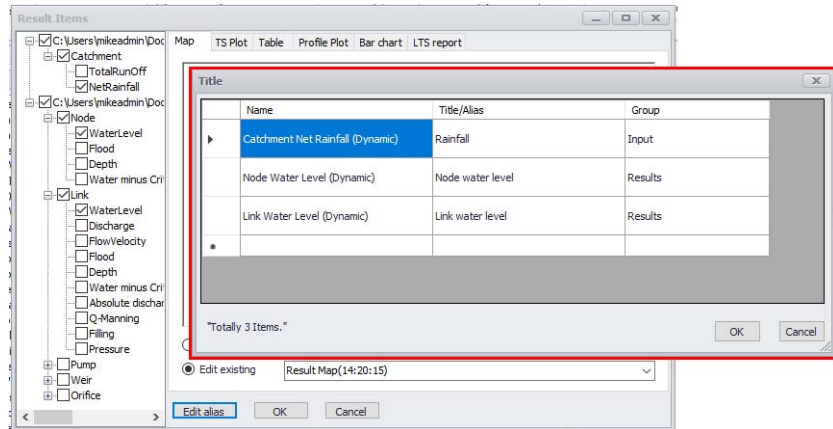 Result Items
C:\Users\mikeadmin\Doc
Catchment
TotalRunOff
NetRainfall
C:\Users\mikeadmin\Doc
Node
WaterLevel
Flood
Depth
Water minus Crit
Link
WaterLevel
Discharge
FlowVelocity
Flood
Depth
Water minus Crit
Absolute dischar
Q-Manning
Filling
Pressure
Pump
Weir
Orifice
Map TS Plot Table Profile Plot Bar chart LTS report
Title
Name Title/Alias Group
Catchment Net Rainfall (Dynamic) Rainfall Input
Node Water Level (Dynamic) Node water level Results
Link Water Level (Dynamic) Link water level Results
"Totally 3 Items."
OK Cancel
Edit existing Result Map(14:20:15)
Edit alias OK Cancel